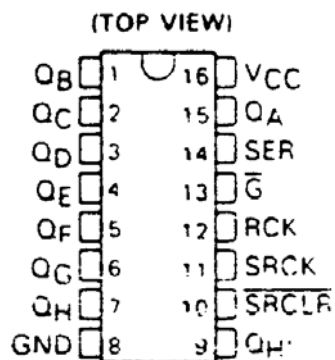 (TOP VIEW)
QB 1 16 VCC
QC 2 15 QA
QD 3 14 SER
QE 4 13 G̅
QF 5 12 RCK
QG 6 11 SRCK
QH 7 10 S̅R̅C̅L̅R̅
GND 8 9 QH'